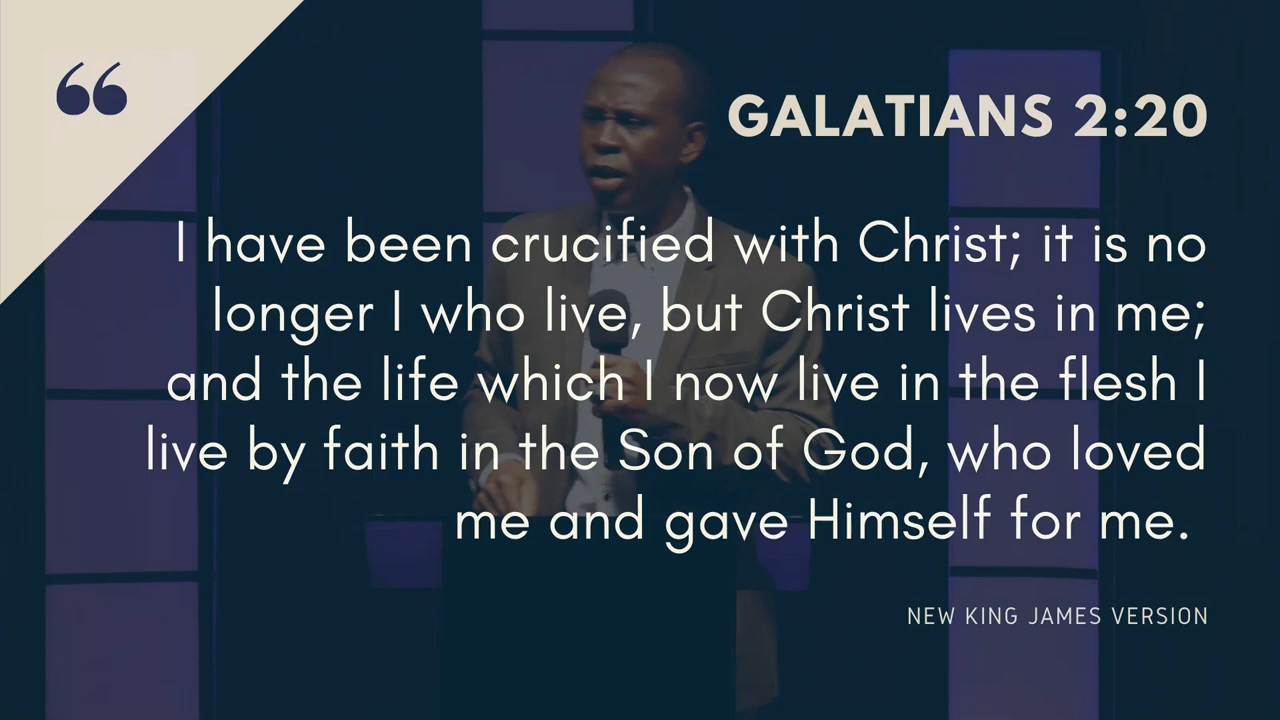 “
GALATIANS 2:20
I have been crucified with Christ; it is no
longer I who live, but Christ lives in me;
and the life which I now live in the flesh I
live by faith in the Son of God, who loved
me and gave Himself for me.
NEW KING JAMES VERSION